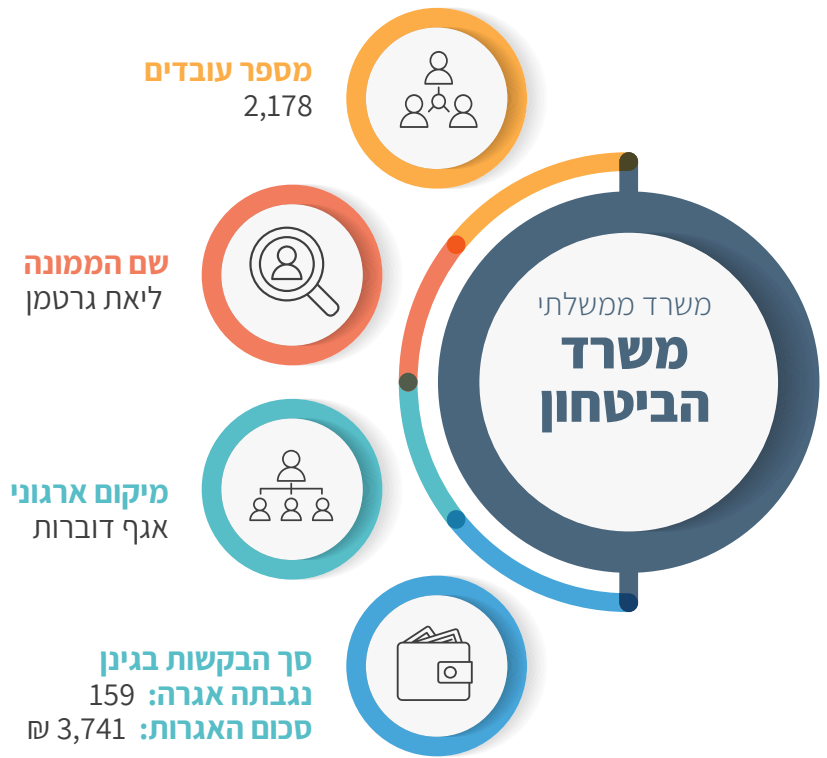 משרד ממשלתי
משרד
הביטחון
מספר עובדים
2,178
שם הממונה
ליאת גרטמן
מיקום ארגוני
אגף דוברות
סך הבקשות בגינן
נגבתה אגרה: 159
סכום האגרות: 3,741 ₪